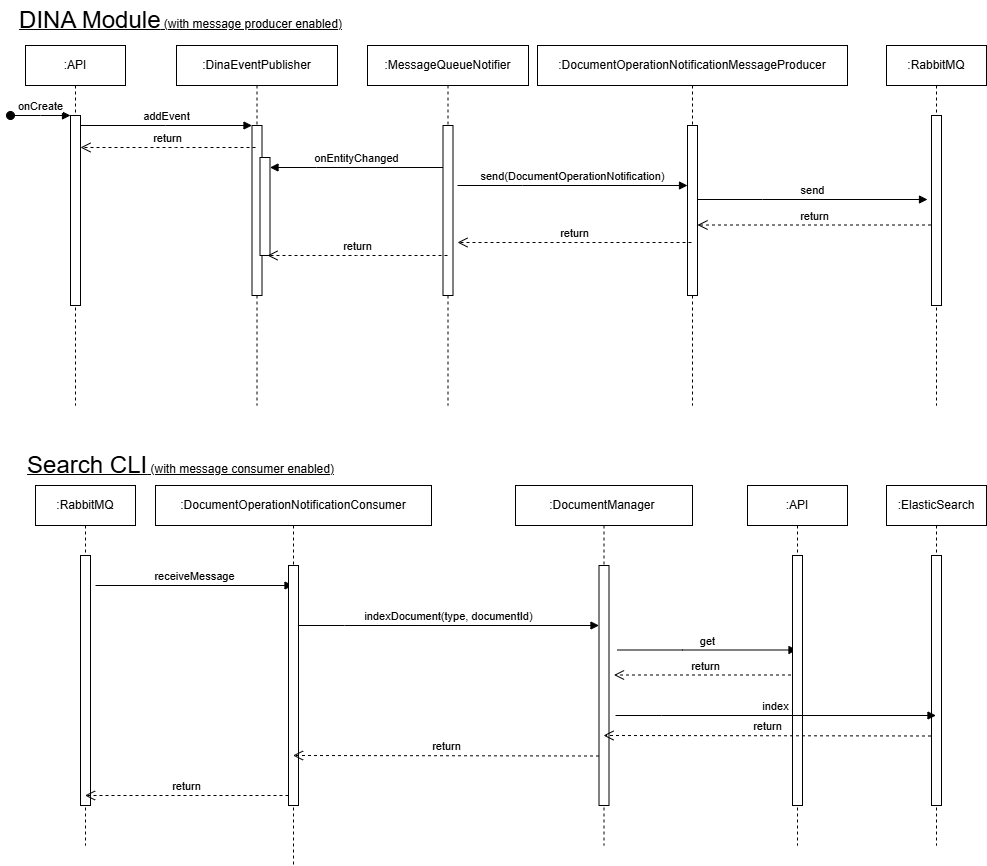 DINA Module (with message producer enabled)
:API
:DinaEventPublisher
:MessageQueueNotifier
:DocumentOperationNotificationMessageProducer
:RabbitMQ
onCreate
addEvent
return
onEntityChanged
send(DocumentOperationNotification)
send
return
return
return
Search CLI (with message consumer enabled)
:RabbitMQ
:DocumentOperationNotificationConsumer
:DocumentManager
:API
:ElasticSearch
receiveMessage
indexDocument(type, documentId)
get
return
index
return
return
return